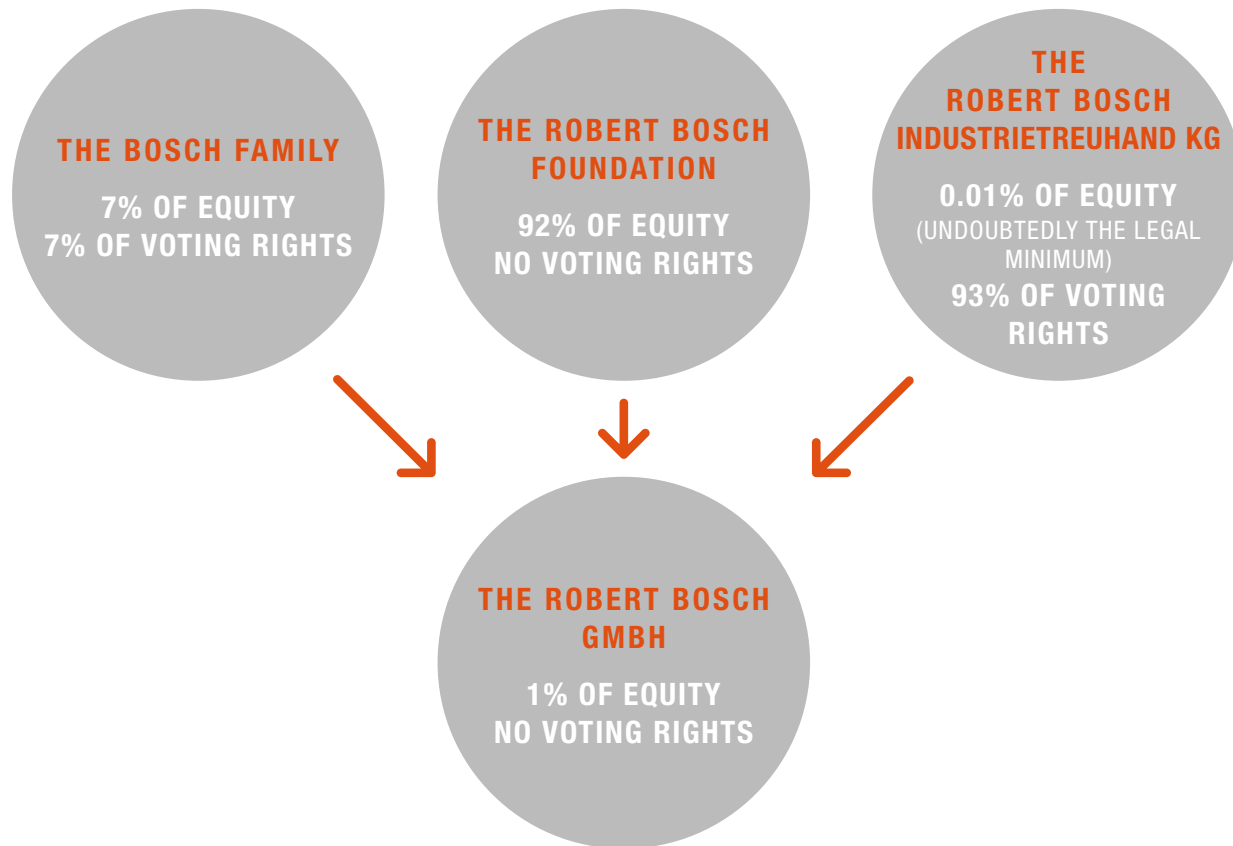 THE BOSCH FAMILY
7% OF EQUITY
7% OF VOTING RIGHTS
THE ROBERT BOSCH
FOUNDATION
92% OF EQUITY
NO VOTING RIGHTS
THE
ROBERT BOSCH
INDUSTRIETREUHAND KG
0.01% OF EQUITY
(UNDOUBTEDLY THE LEGAL
MINIMUM)
93% OF VOTING
RIGHTS
THE ROBERT BOSCH
GMBH
1% OF EQUITY
NO VOTING RIGHTS